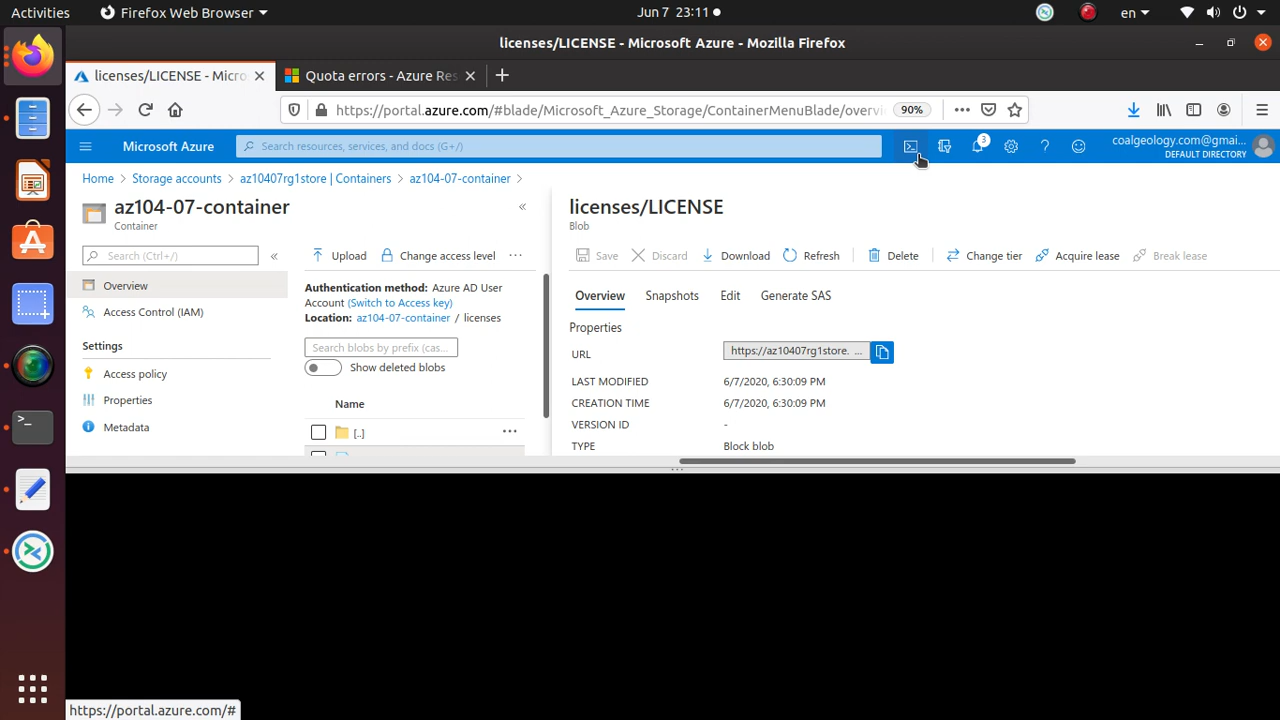 Activities
Firefox Web Browser
Jun 7 23:11
en
licenses/LICENSE - Microsoft Azure - Mozilla Firefox
licenses/LICENSE - Micro
Quota errors - Azure Res
https://portal.azure.com/#blade/Microsoft_Azure_Storage/ContainerMenuBlade/overvi
90%
Microsoft Azure
Search resources, services, and docs (G+/)
3
coalgeology.com@gmai...
DEFAULT DIRECTORY
Home > Storage accounts > az10407rg1store | Containers > az104-07-container >
az104-07-container
Container
Search (Ctrl+/)
Overview
Access Control (IAM)
Settings
Access policy
Properties
Metadata
Upload
Change access level
Authentication method: Azure AD User
Account (Switch to Access key)
Location: az104-07-container / licenses
Search blobs by prefix (cas...
Show deleted blobs
Name
[..]
licenses/LICENSE
Blob
Save
Discard
Download
Refresh
Delete
Change tier
Acquire lease
Break lease
Overview
Snapshots
Edit
Generate SAS
Properties
URL
https://az10407rg1store. ...
LAST MODIFIED
6/7/2020, 6:30:09 PM
CREATION TIME
6/7/2020, 6:30:09 PM
VERSION ID
-
TYPE
Block blob
https://portal.azure.com/#